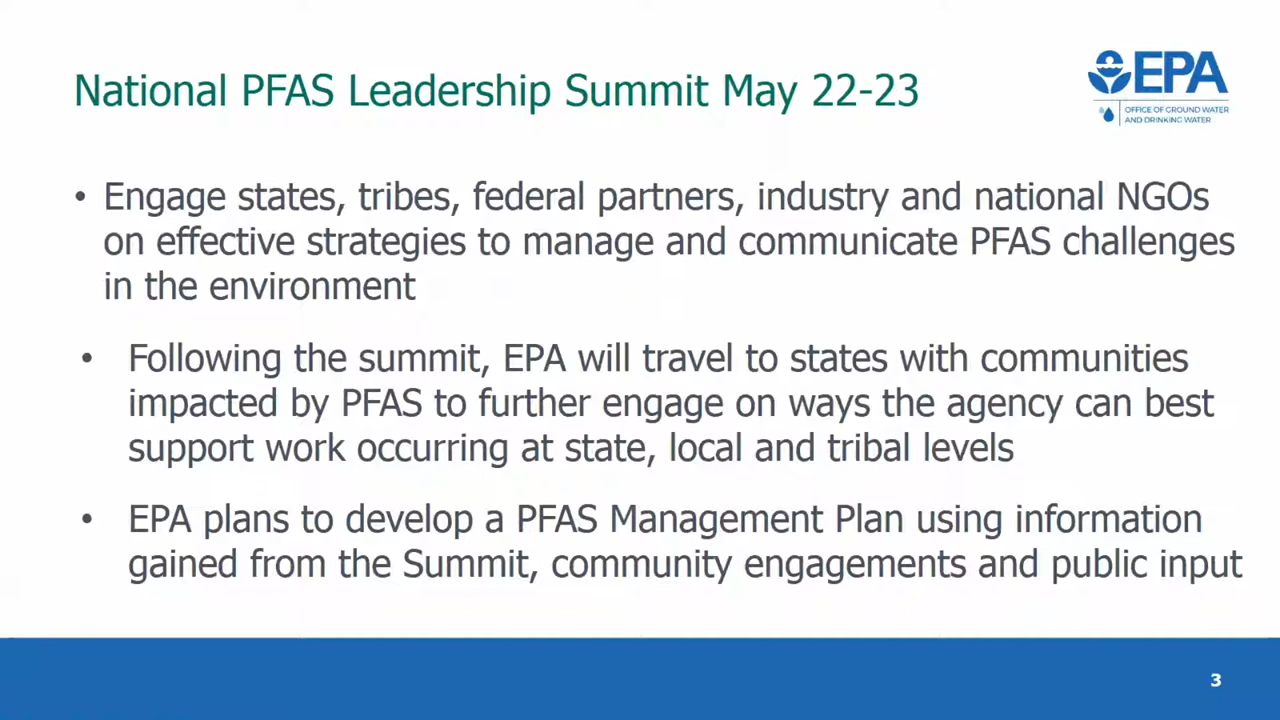 National PFAS Leadership Summit May 22-23
EPA
OFFICE OF GROUND WATER
AND DRINKING WATER
• Engage states, tribes, federal partners, industry and national NGOs
on effective strategies to manage and communicate PFAS challenges
in the environment
• Following the summit, EPA will travel to states with communities
impacted by PFAS to further engage on ways the agency can best
support work occurring at state, local and tribal levels
• EPA plans to develop a PFAS Management Plan using information
gained from the Summit, community engagements and public input
3